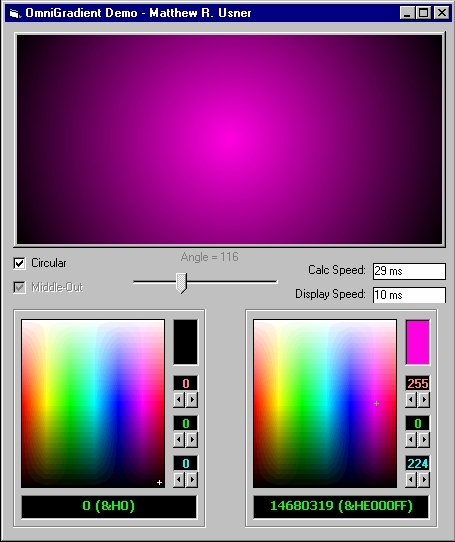 OmniGradient Demo - Matthew R. Usner
Angle = 116
Circular
Calc Speed: 29 ms
Middle-Out
Display Speed: 10 ms
0
255
0
0
0
224
0 (&H0)
14680319 (&HE000FF)